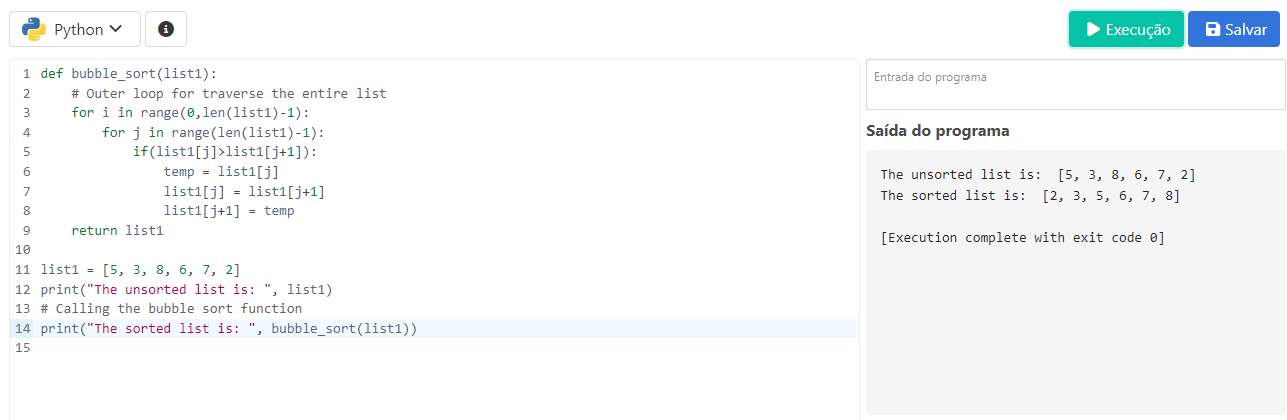 Python
Execução
Salvar
1 def bubble_sort(list1):
2     # Outer loop for traverse the entire list
3     for i in range(0,len(list1)-1):
4         for j in range(len(list1)-1):
5             if(list1[j]>list1[j+1]):
6                 temp = list1[j]
7                 list1[j] = list1[j+1]
8                 list1[j+1] = temp
9     return list1
10
11 list1 = [5, 3, 8, 6, 7, 2]
12 print("The unsorted list is: ", list1)
13 # Calling the bubble sort function
14 print("The sorted list is: ", bubble_sort(list1))
15
Entrada do programa
Saída do programa
The unsorted list is:  [5, 3, 8, 6, 7, 2]
The sorted list is:  [2, 3, 5, 6, 7, 8]
[Execution complete with exit code 0]